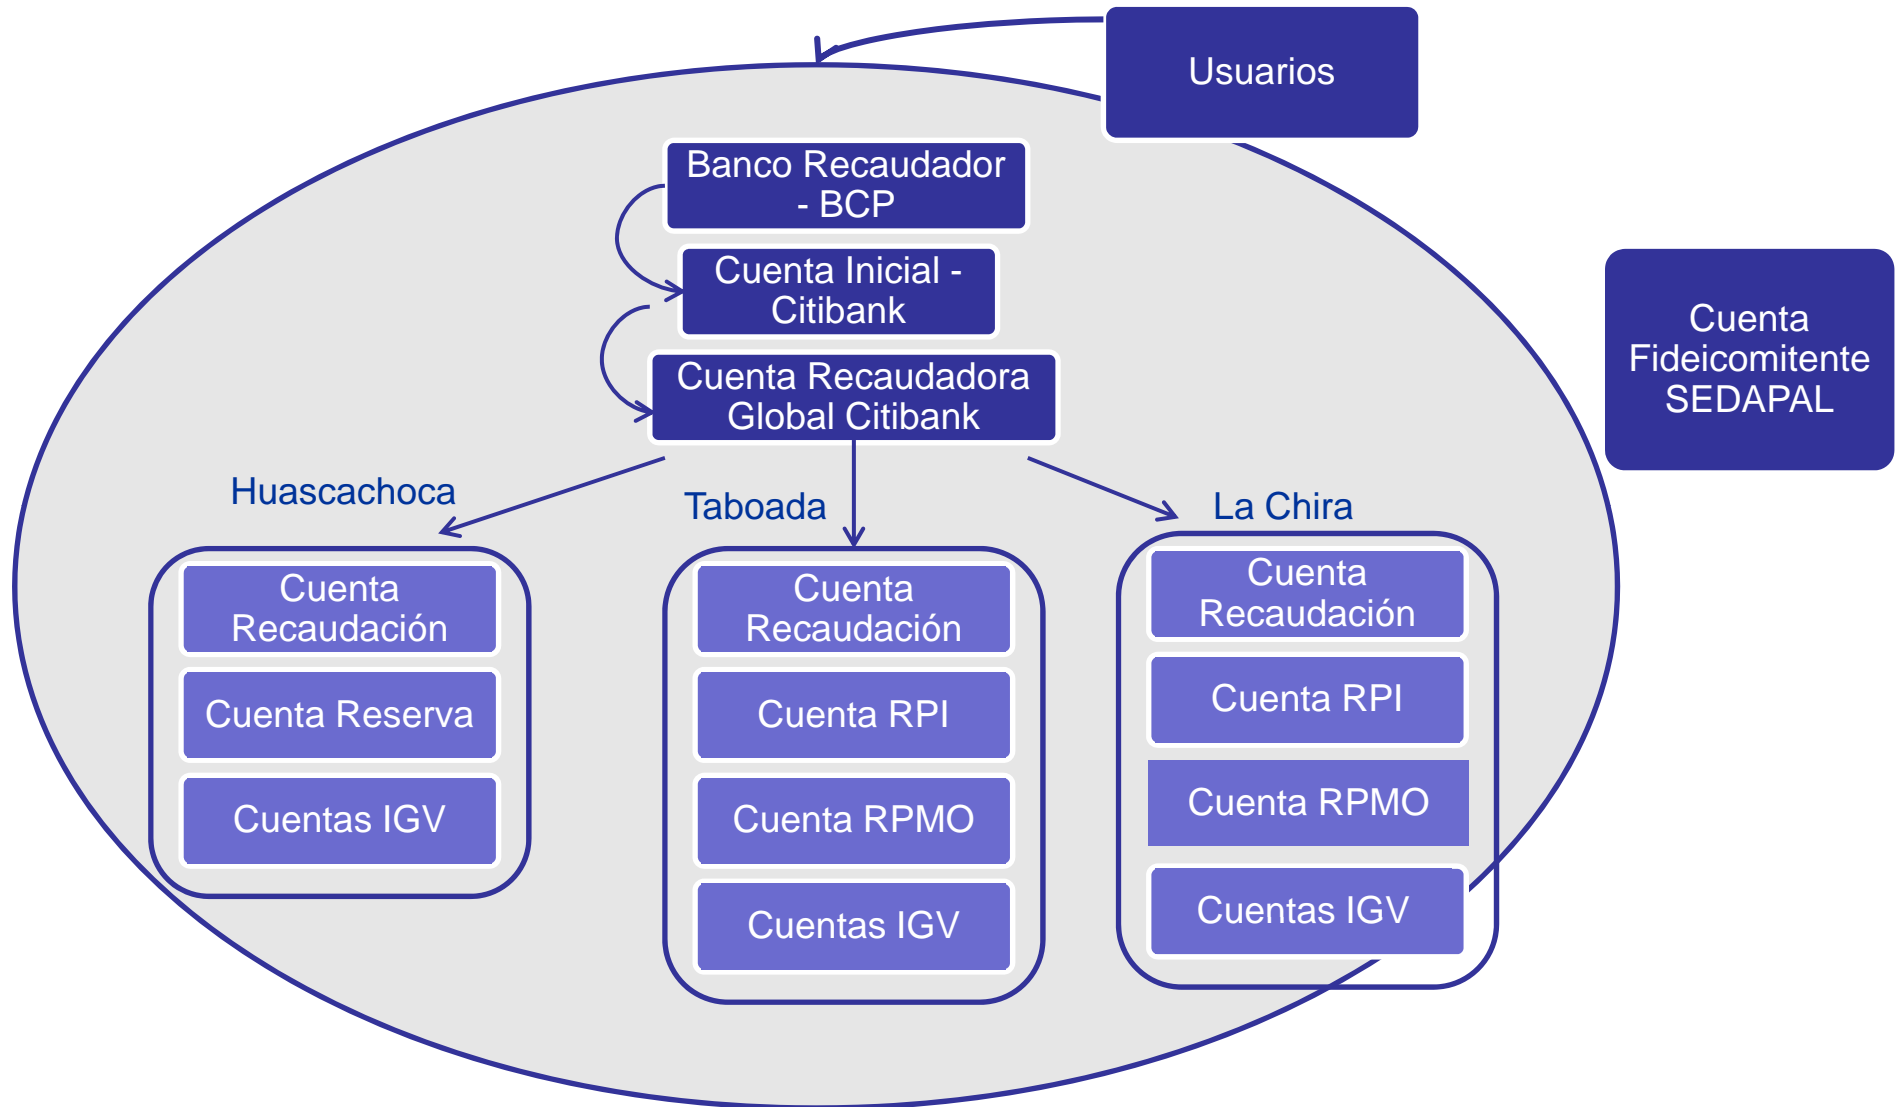 Usuarios
Banco Recaudador
- BCP
Cuenta Inicial -
Citibank
Cuenta Recaudadora
Global Citibank
Cuenta
Fideicomitente
SEDAPAL
Huascachoca
Cuenta
Recaudación
Cuenta Reserva
Cuentas IGV
Taboada
Cuenta
Recaudación
Cuenta RPI
Cuenta RPMO
Cuentas IGV
La Chira
Cuenta
Recaudación
Cuenta RPI
Cuenta RPMO
Cuentas IGV